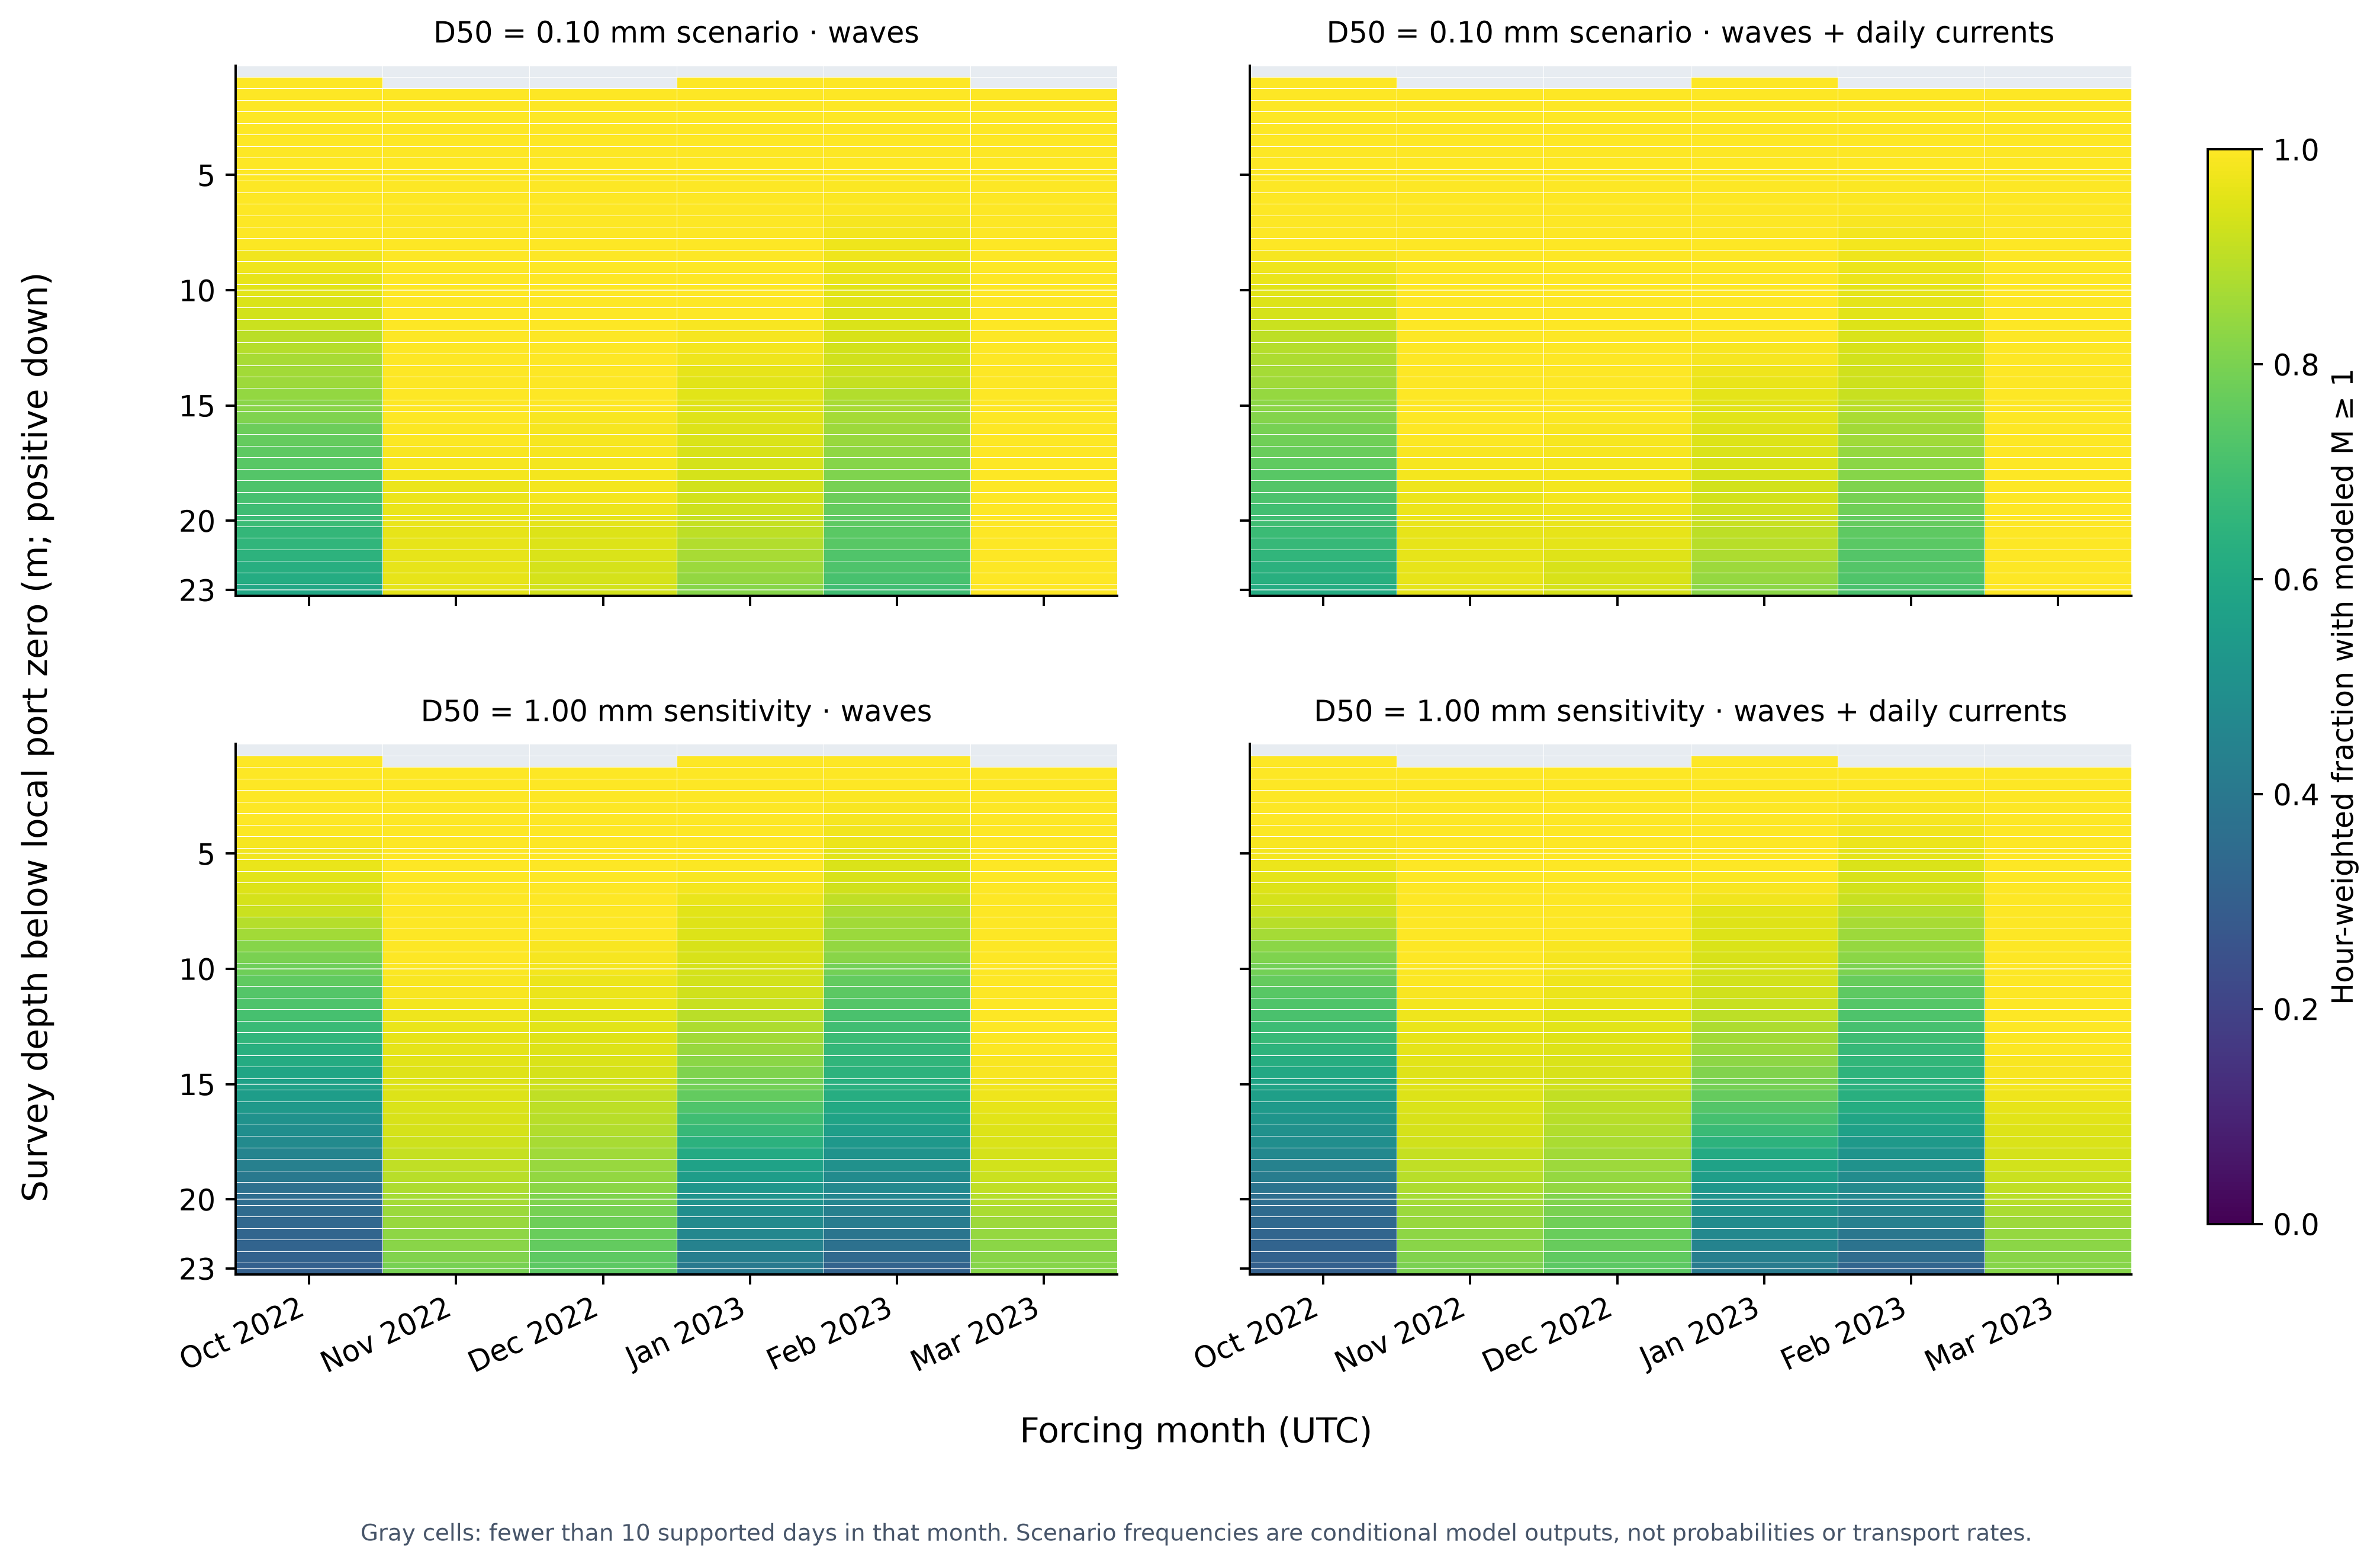 D50 = 0.10 mm scenario · waves
D50 = 0.10 mm scenario · waves + daily currents
5
10
15
20
23
D50 = 1.00 mm sensitivity · waves
D50 = 1.00 mm sensitivity · waves + daily currents
5
10
15
20
23
Survey depth below local port zero (m; positive down)
Oct 2022
Nov 2022
Dec 2022
Jan 2023
Feb 2023
Mar 2023
Oct 2022
Nov 2022
Dec 2022
Jan 2023
Feb 2023
Mar 2023
Forcing month (UTC)
1.0
0.8
0.6
0.4
0.2
0.0
Hour-weighted fraction with modeled M ≥ 1
Gray cells: fewer than 10 supported days in that month. Scenario frequencies are conditional model outputs, not probabilities or transport rates.